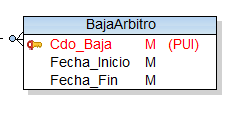 BajaArbitro
Cdo_Baja M (PUI)
Fecha_Inicio M
Fecha_Fin M